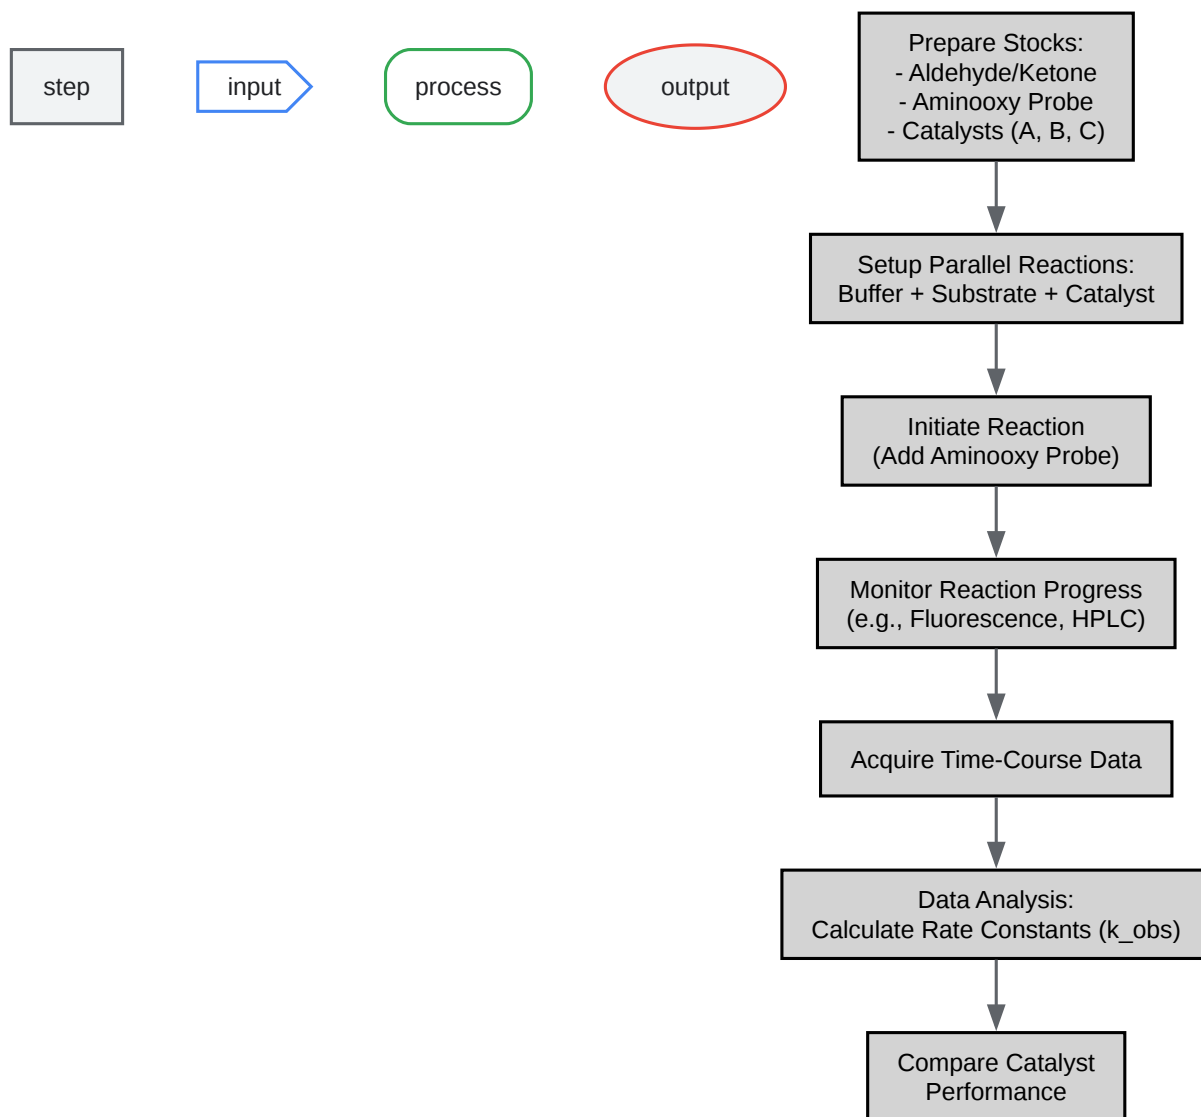 step
input
process
output
Prepare Stocks:
- Aldehyde/Ketone
- Aminooxy Probe
- Catalysts (A, B, C)
Setup Parallel Reactions:
Buffer + Substrate + Catalyst
Initiate Reaction
(Add Aminooxy Probe)
Monitor Reaction Progress
(e.g., Fluorescence, HPLC)
Acquire Time-Course Data
Data Analysis:
Calculate Rate Constants (k_obs)
Compare Catalyst
Performance